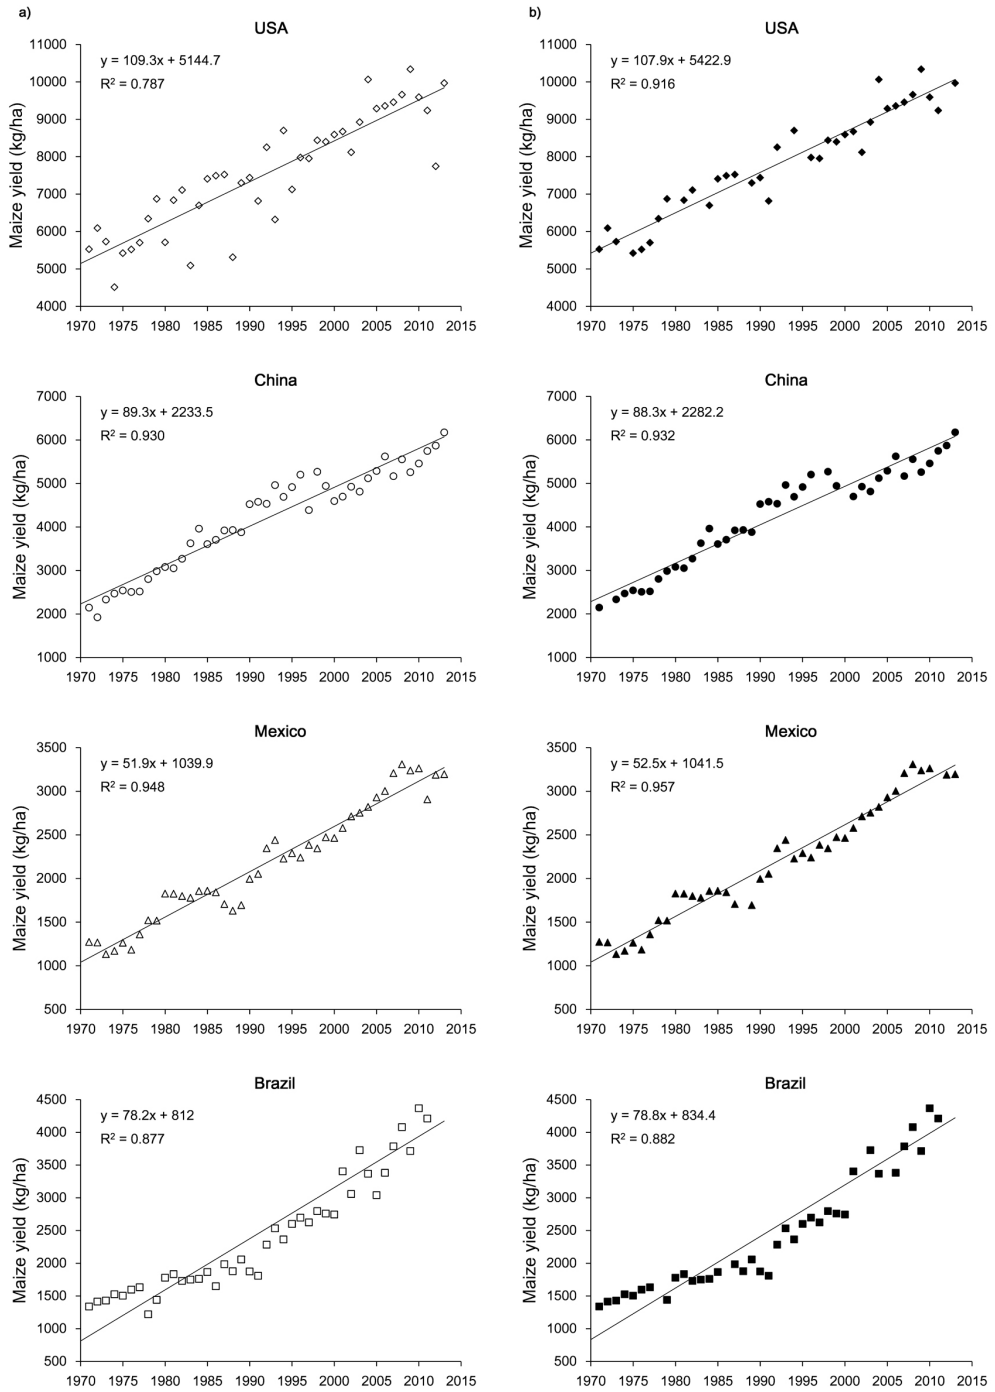 a)
USA
y = 109.3x + 5144.7
R² = 0.787
Maize yield (kg/ha)
11000
10000
9000
8000
7000
6000
5000
4000
1970 1975 1980 1985 1990 1995 2000 2005 2010 2015
b)
USA
y = 107.9x + 5422.9
R² = 0.916
Maize yield (kg/ha)
11000
10000
9000
8000
7000
6000
5000
4000
1970 1975 1980 1985 1990 1995 2000 2005 2010 2015
China
y = 89.3x + 2233.5
R² = 0.930
Maize yield (kg/ha)
7000
6000
5000
4000
3000
2000
1000
1970 1975 1980 1985 1990 1995 2000 2005 2010 2015
China
y = 88.3x + 2282.2
R² = 0.932
Maize yield (kg/ha)
7000
6000
5000
4000
3000
2000
1000
1970 1975 1980 1985 1990 1995 2000 2005 2010 2015
Mexico
y = 51.9x + 1039.9
R² = 0.948
Maize yield (kg/ha)
3500
3000
2500
2000
1500
1000
500
1970 1975 1980 1985 1990 1995 2000 2005 2010 2015
Mexico
y = 52.5x + 1041.5
R² = 0.957
Maize yield (kg/ha)
3500
3000
2500
2000
1500
1000
500
1970 1975 1980 1985 1990 1995 2000 2005 2010 2015
Brazil
y = 78.2x + 812
R² = 0.877
Maize yield (kg/ha)
4500
4000
3500
3000
2500
2000
1500
1000
500
1970 1975 1980 1985 1990 1995 2000 2005 2010 2015
Brazil
y = 78.8x + 834.4
R² = 0.882
Maize yield (kg/ha)
4500
4000
3500
3000
2500
2000
1500
1000
500
1970 1975 1980 1985 1990 1995 2000 2005 2010 2015